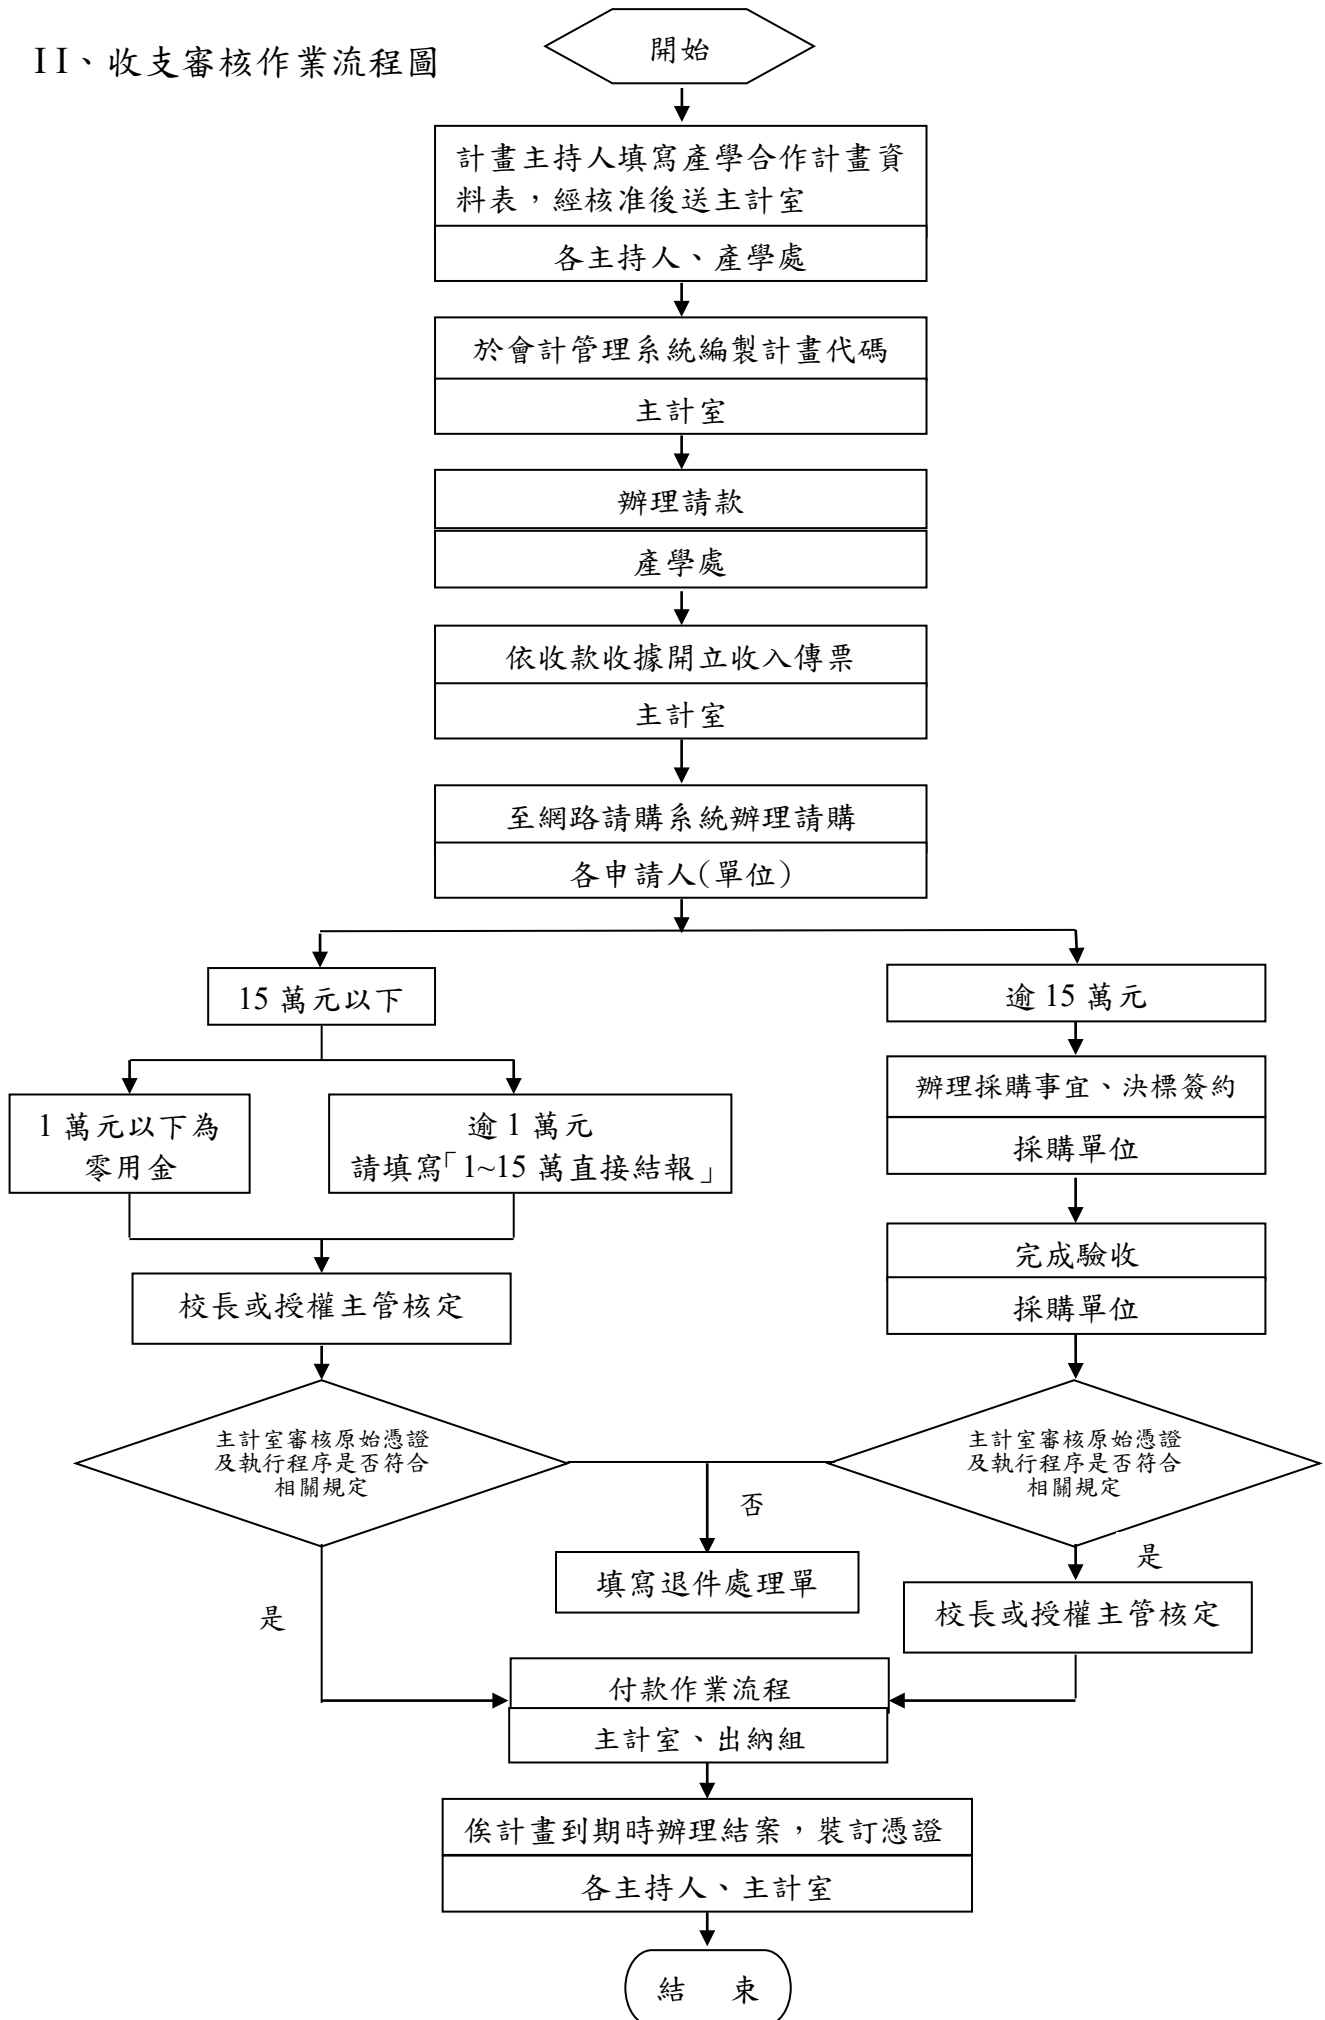 II、收支審核作業流程圖
開始
計畫主持人填寫產學合作計畫資
料表，經核准後送主計室
各主持人、產學處
於會計管理系統編製計畫代碼
主計室
辦理請款
產學處
依收款收據開立收入傳票
主計室
至網路請購系統辦理請購
各申請人(單位)
15 萬元以下
逾 15 萬元
1 萬元以下為
零用金
逾 1 萬元
請填寫「1~15 萬直接結報」
辦理採購事宜、決標簽約
採購單位
完成驗收
採購單位
校長或授權主管核定
主計室審核原始憑證
及執行程序是否符合
相關規定
主計室審核原始憑證
及執行程序是否符合
相關規定
否
是
填寫退件處理單
是
校長或授權主管核定
付款作業流程
主計室、出納組
俟計畫到期時辦理結案，裝訂憑證
各主持人、主計室
結 束